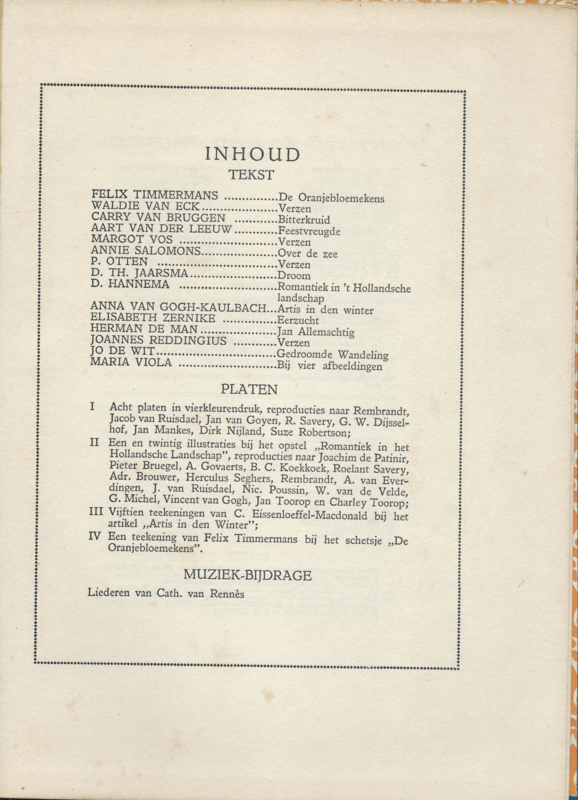 INHOUD
TEKST
FELIX TIMMERMANS ..............De Oranjebloemekens
WALDIE VAN ECK....................Verzen
CARRY VAN BRUGGEN ...........Bitterkruid
AART VAN DER LEEUW...........Feestvreugde
MARGOT VOS .........................Verzen
ANNIE SALOMONS...................Over de zee
P. OTTEN ...............................Verzen
D. TH. JAARSMA.......................Droom
D. HANNEMA .........................Romantiek in 't Hollandsche
landschap
ANNA VAN GOGH-KAULBACH...Artis in den winter
ELISABETH ZERNIKE ...............Eerzucht
HERMAN DE MAN....................Jan Allemachtig
JOANNES REDDINGIUS ...........Verzen
JO DE WIT...............................Gedroomde Wandeling
MARIA VIOLA .........................Bij vier afbeeldingen
PLATEN
I Acht platen in vierkleurendruk, reproducties naar Rembrandt,
Jacob van Ruisdael, Jan van Goyen, R. Savery, G. W. Dijssel-
hof, Jan Mankes, Dirk Nijland, Suze Robertson;
II Een en twintig illustraties bij het opstel „Romantiek in het
Hollandsche Landschap", reproducties naar Joachim de Patinir,
Pieter Bruegel, A. Govaerts, B. C. Koekkoek, Roelant Savery,
Adr. Brouwer, Herculus Seghers, Rembrandt, A. van Ever-
dingen, J. van Ruisdael, Nic. Poussin, W. van de Velde,
G. Michel, Vincent van Gogh, Jan Toorop en Charley Toorop;
III Vijftien teekeningen van C. Eissenloeffel-Macdonald bij het
artikel „Artis in den Winter";
IV Een teekening van Felix Timmermans bij het schetsje „De
Oranjebloemekens".
MUZIEK-BIJDRAGE
Liederen van Cath. van Rennès